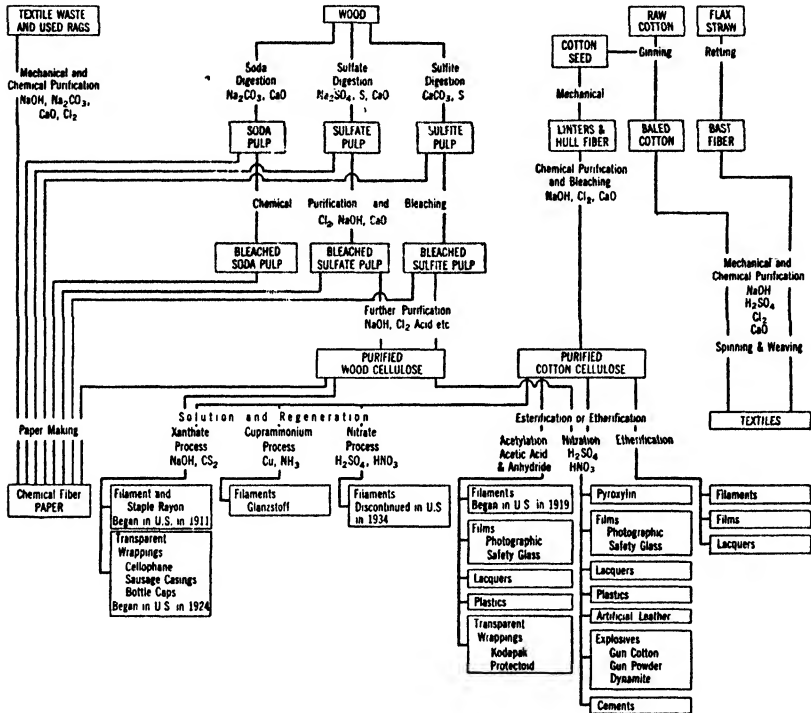 TEXTILE WASTE
AND USED RAGS
WOOD
RAW
COTTON
FLAX
STRAW
COTTON
SEED
Ginning
Retting
Mechanical and
Chemical Purification
NaOH, Na₂CO₃,
CaO, Cl₂
Soda
Digestion
Na₂CO₃, CaO
Sulfate
Digestion
Na₂SO₄, S, CaO
Sulfite
Digestion
CaCO₃, S
Mechanical
SODA
PULP
SULFATE
PULP
SULFITE
PULP
LINTERS &
HULL FIBER
BALED
COTTON
BAST
FIBER
Chemical Purification
and Bleaching
NaOH, Cl₂, CaO
Chemical Purification and Bleaching
Cl₂, NaOH, CaO
BLEACHED
SODA PULP
BLEACHED
SULFATE PULP
BLEACHED
SULFITE PULP
Mechanical and
Chemical Purification
NaOH
H₂SO₄
Cl₂
CaO
Spinning & Weaving
Further Purification
NaOH, Cl₂ Acid etc
PURIFIED
WOOD CELLULOSE
PURIFIED
COTTON CELLULOSE
TEXTILES
Paper Making
Solution and Regeneration
Xanthate
Process
NaOH, CS₂
Cuprammonium
Process
Cu, NH₃
Nitrate
Process
H₂SO₄, HNO₃
Esterification or Etherification
Acetylation
Acetic Acid
& Anhydride
Nitration
H₂SO₄
HNO₃
Etherification
Chemical Fiber
PAPER
Filament and
Staple Rayon
Began in U.S. in 1911
Transparent
Wrappings
Cellophane
Sausage Casings
Bottle Caps
Began in U S in 1924
Filaments
Glanzstoff
Filaments
Discontinued in U.S
in 1934
Filaments
Began in U S in 1919
Films
Photographic
Safety Glass
Lacquers
Plastics
Transparent
Wrappings
Kodapak
Protectoid
Pyroxylin
Films
Photographic
Safety Glass
Lacquers
Plastics
Artificial Leather
Explosives
Gun Cotton
Gun Powder
Dynamite
Cements
Filaments
Films
Lacquers